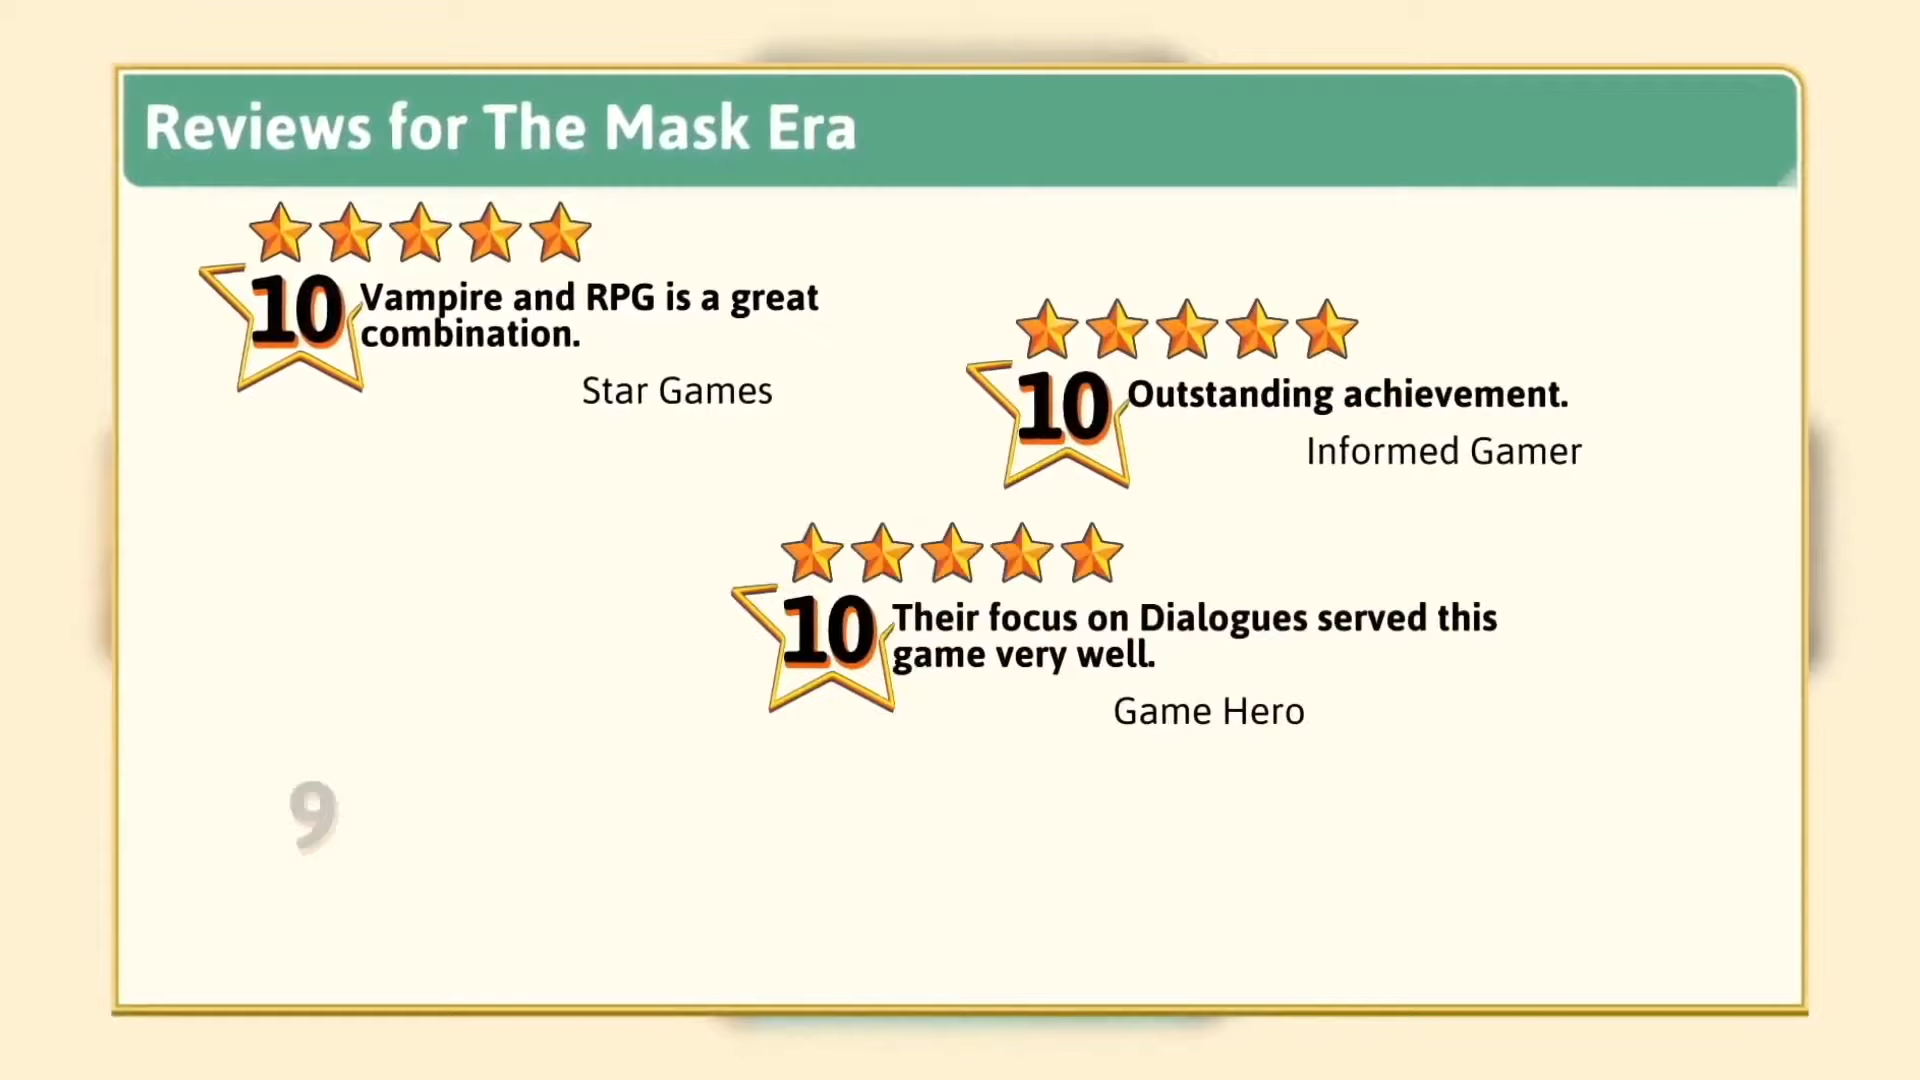 Reviews for The Mask Era
10
Vampire and RPG is a great
combination.
Star Games
10
Outstanding achievement.
Informed Gamer
10
Their focus on Dialogues served this
game very well.
Game Hero
9